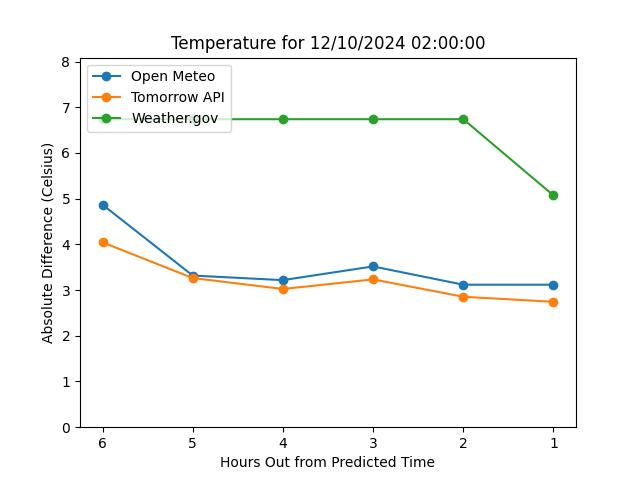 Temperature for 12/10/2024 02:00:00
8
Open Meteo
Tomorrow API
7
Weather.gov
6
5
4
3
2
1
0
Absolute Difference (Celsius)
6 5 4 3 2 1
Hours Out from Predicted Time